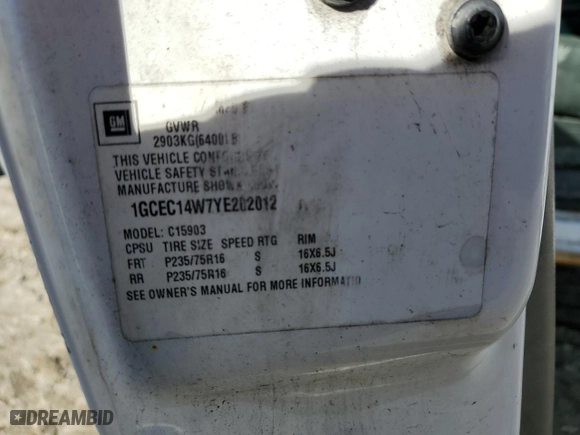 GM
GVWR
2903KG(6400LB
THIS VEHICLE
VEHICLE SAFETY
MANUFACTURE SHOWN
1GCEC14W7YE202012
MODEL: C15903
CPSU TIRE SIZE SPEED RTG RIM
FRT P235/75R16 S 16X6.5J
RR P235/75R16 S 16X6.5J
SEE OWNER'S MANUAL FOR MORE INFORMATIO
DREAMBID